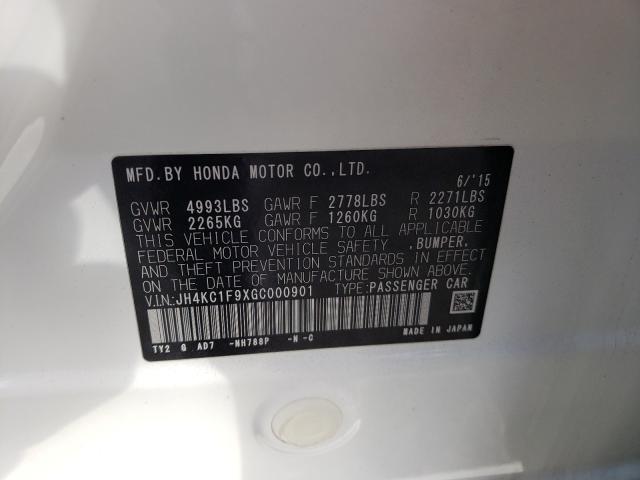 MFD.BY HONDA MOTOR CO.,LTD.
6/'15
GVWR 4993LBS GAWR F 2778LBS R 2271LBS
GVWR 2265KG GAWR F 1260KG R 1030KG
THIS VEHICLE CONFORMS TO ALL APPLICABLE
FEDERAL MOTOR VEHICLE SAFETY ,BUMPER,
AND THEFT PREVENTION STANDARDS IN EFFECT
ON THE DATE OF MANUFACTURE SHOWN ABOVE.
V.I.N.:JH4KC1F9XGC000901 TYPE:PASSENGER CAR
MADE IN JAPAN
TY2 G AD7 -NH788P -N -C